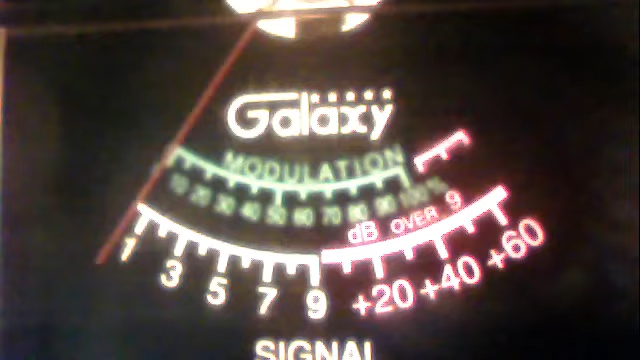 Galaxy
MODULATION
10 20 30 40 50 60 70 80 90 100%
dB OVER 9
1 3 5 7 9 +20 +40 +60
SIGNAL